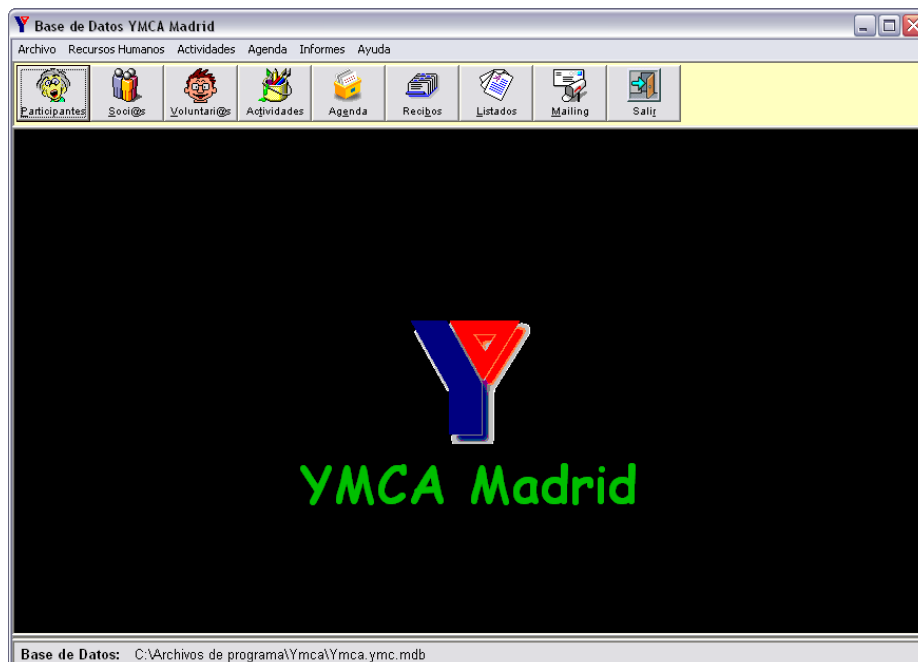 Base de Datos YMCA Madrid
Archivo Recursos Humanos Actividades Agenda Informes Ayuda
Participantes Soci@s Voluntari@s Actividades Agenda Recibos Listados Mailing Salir
YMCA Madrid
Base de Datos: C:\Archivos de programa\Ymca\Ymca.ymc.mdb